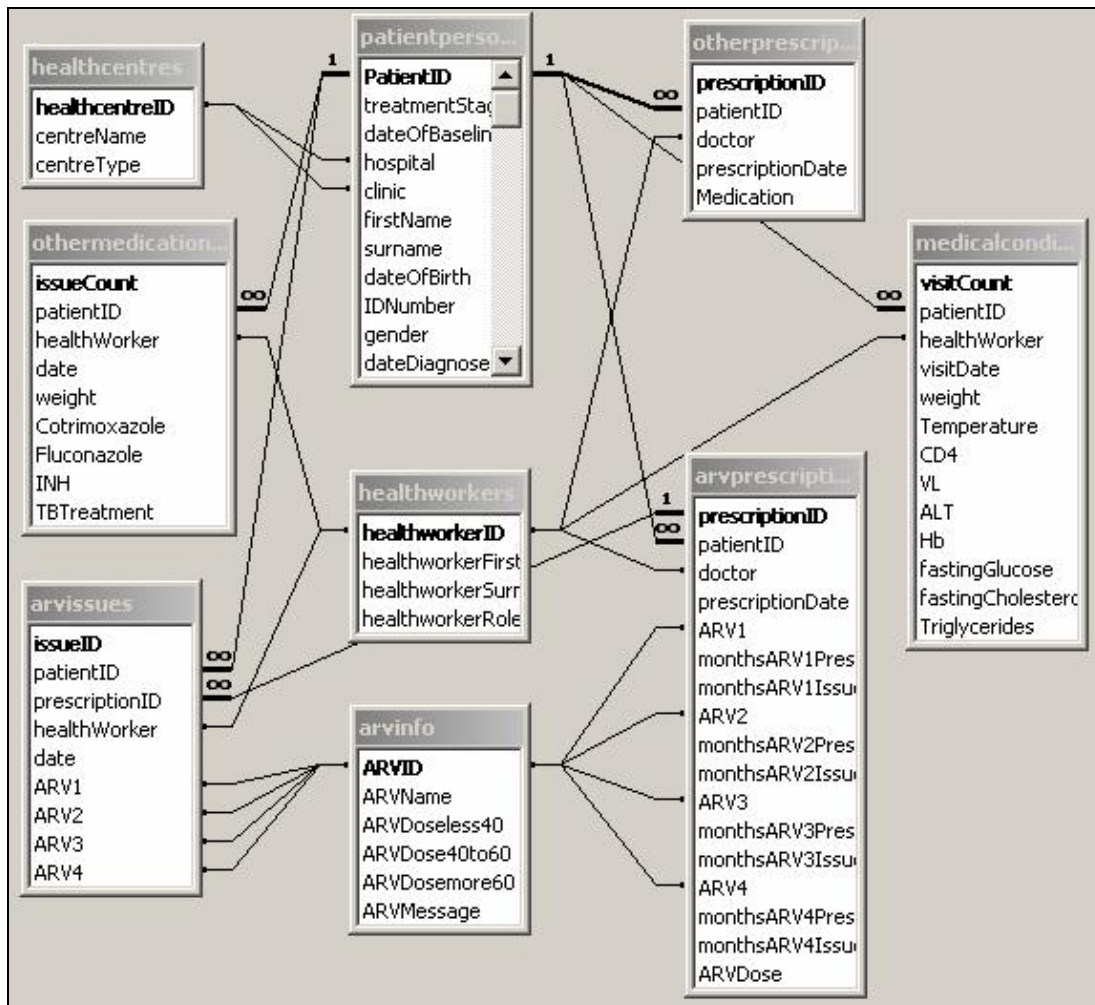 healthcentres
healthcentreID
centreName
centreType
patientperso...
1
1
PatientID
treatmentStag
dateOfBaselin
hospital
clinic
firstName
surname
dateOfBirth
IDNumber
gender
dateDiagnose
otherprescrip...
∞
prescriptionID
patientID
doctor
prescriptionDate
Medication
othermedication...
∞
issueCount
patientID
healthWorker
date
weight
Cotrimoxazole
Fluconazole
INH
TBTreatment
medicalcondi...
∞
visitCount
patientID
healthWorker
visitDate
weight
Temperature
CD4
VL
ALT
Hb
fastingGlucose
fastingCholesterc
Triglycerides
healthworkers
healthworkerID
healthworkerFirst
healthworkerSurr
healthworkerRole
arvprescripti...
1
∞
prescriptionID
patientID
doctor
prescriptionDate
ARV1
monthsARV1Pres
monthsARV1Issu
ARV2
monthsARV2Pres
monthsARV2Issu
ARV3
monthsARV3Pres
monthsARV3Issu
ARV4
monthsARV4Pres
monthsARV4Issu
ARVDose
arvissues
∞
∞
issueID
patientID
prescriptionID
healthWorker
date
ARV1
ARV2
ARV3
ARV4
arvinfo
ARVID
ARVName
ARVDoseless40
ARVDose40to60
ARVDosemore60
ARVMessage